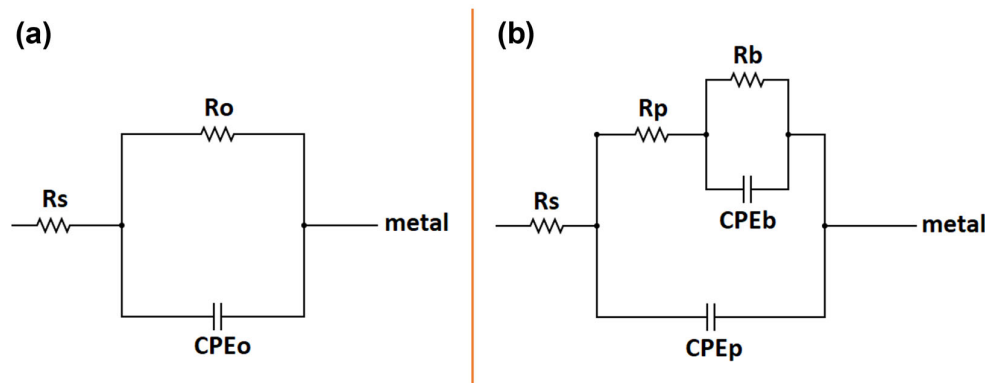 (a)
Ro
Rs
metal
CPEo
(b)
Rb
Rp
CPEb
Rs
metal
CPEp